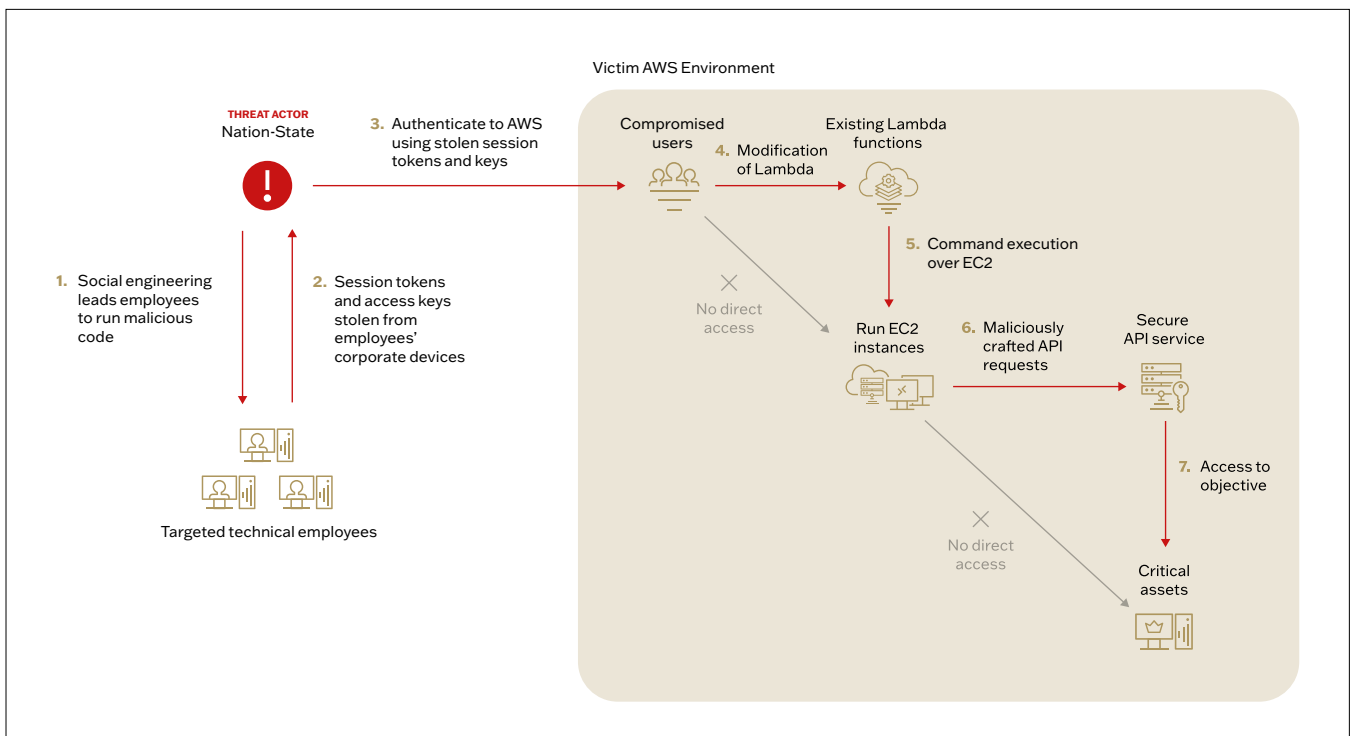 Victim AWS Environment
THREAT ACTOR
Nation-State
3. Authenticate to AWS
using stolen session
tokens and keys
Compromised
users
4. Modification
of Lambda
Existing Lambda
functions
1. Social engineering
leads employees
to run malicious
code
2. Session tokens
and access keys
stolen from
employees’
corporate devices
No direct
access
5. Command execution
over EC2
Run EC2
instances
6. Maliciously
crafted API
requests
Secure
API service
7. Access to
objective
No direct
access
Critical
assets
Targeted technical employees